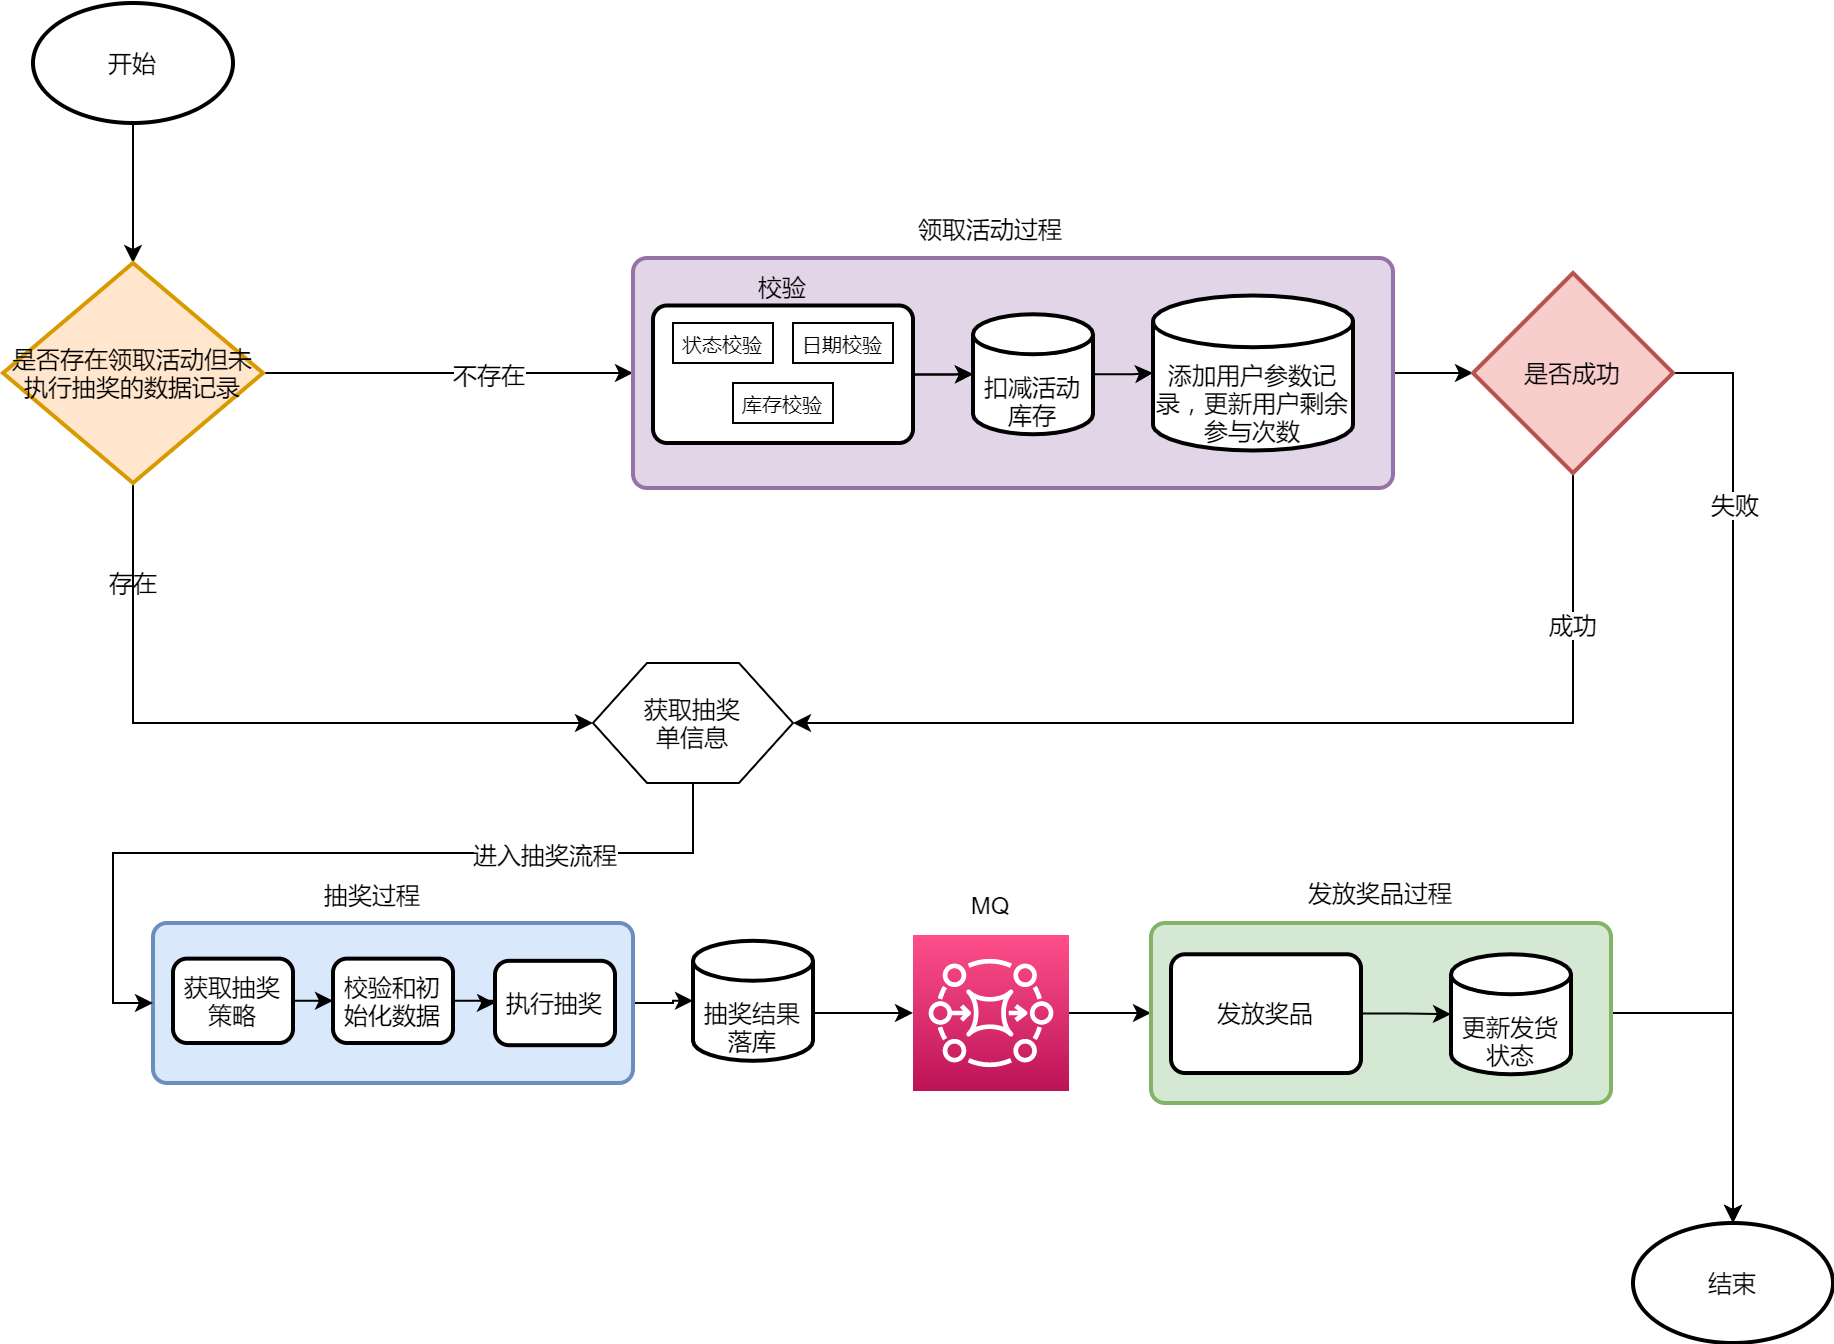 开始
领取活动过程
校验
状态校验
日期校验
库存校验
扣减活动
库存
添加用户参数记
录，更新用户剩余
参与次数
是否成功
是否存在领取活动但未
执行抽奖的数据记录
不存在
失败
存在
成功
获取抽奖
单信息
进入抽奖流程
抽奖过程
获取抽奖
策略
校验和初
始化数据
执行抽奖
抽奖结果
落库
MQ
发放奖品过程
发放奖品
更新发货
状态
结束